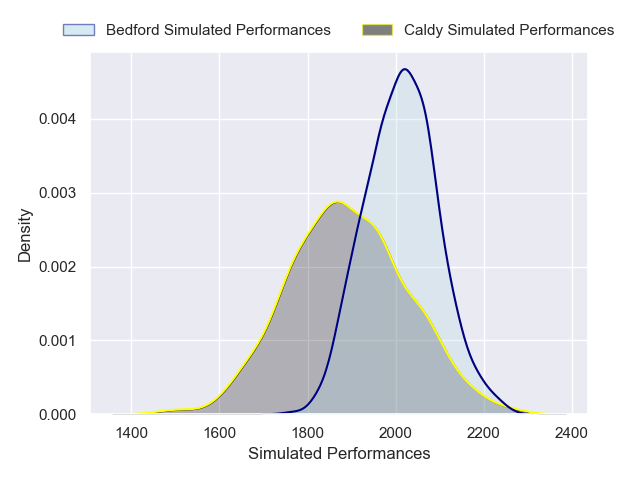 Bedford Simulated Performances
Caldy Simulated Performances
0.004
0.003
0.002
0.001
0.000
Density
1400 1600 1800 2000 2200 2400
Simulated Performances